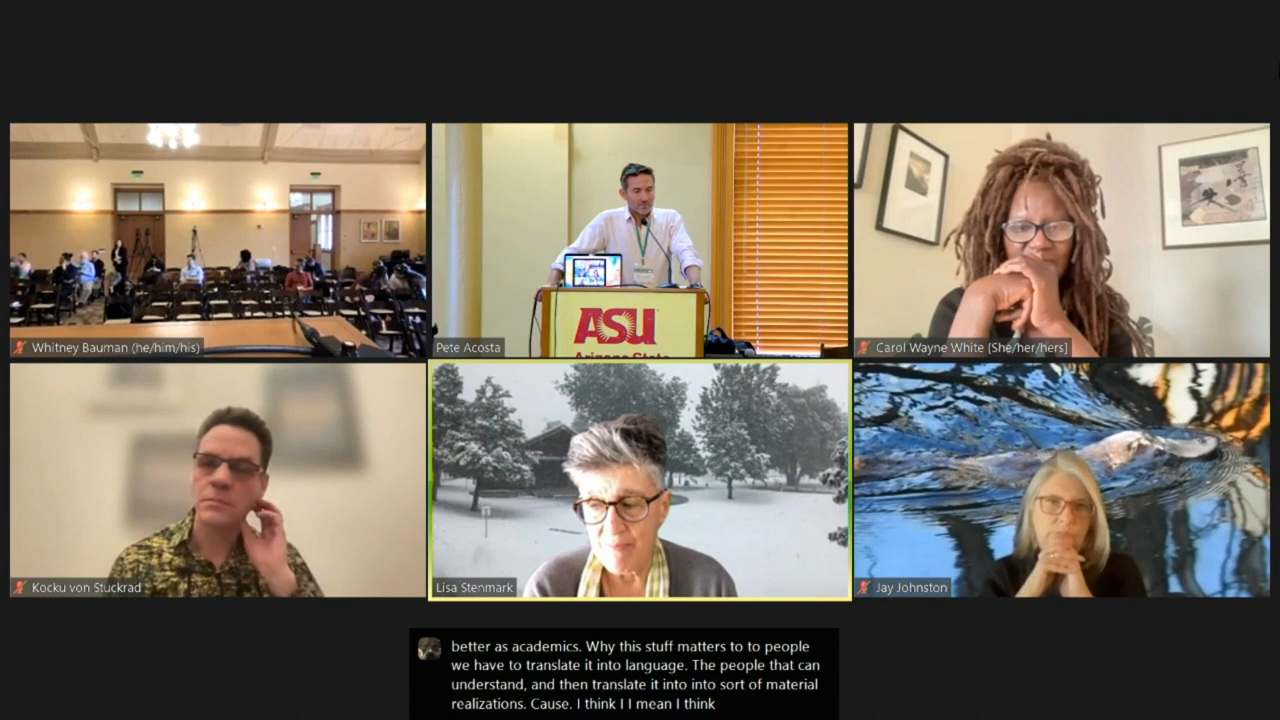 ASU
Arizona State
Whitney Bauman (he/him/his)
Pete Acosta
Carol Wayne White [She/her/hers]
Kocku von Stuckrad
Lisa Stenmark
Jay Johnston
better as academics. Why this stuff matters to to people
we have to translate it into language. The people that can
understand, and then translate it into into sort of material
realizations. Cause. I think I I mean I think